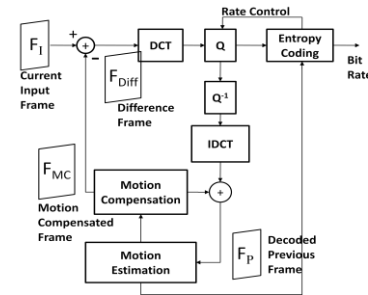 Rate Control
F_I
+
+
−
DCT
Q
Entropy
Coding
Bit
Rate
Current
Input
Frame
F_Diff
Difference
Frame
Q⁻¹
IDCT
F_MC
Motion
Compensation
+
Motion
Compensated
Frame
F_P
Decoded
Previous
Frame
Motion
Estimation